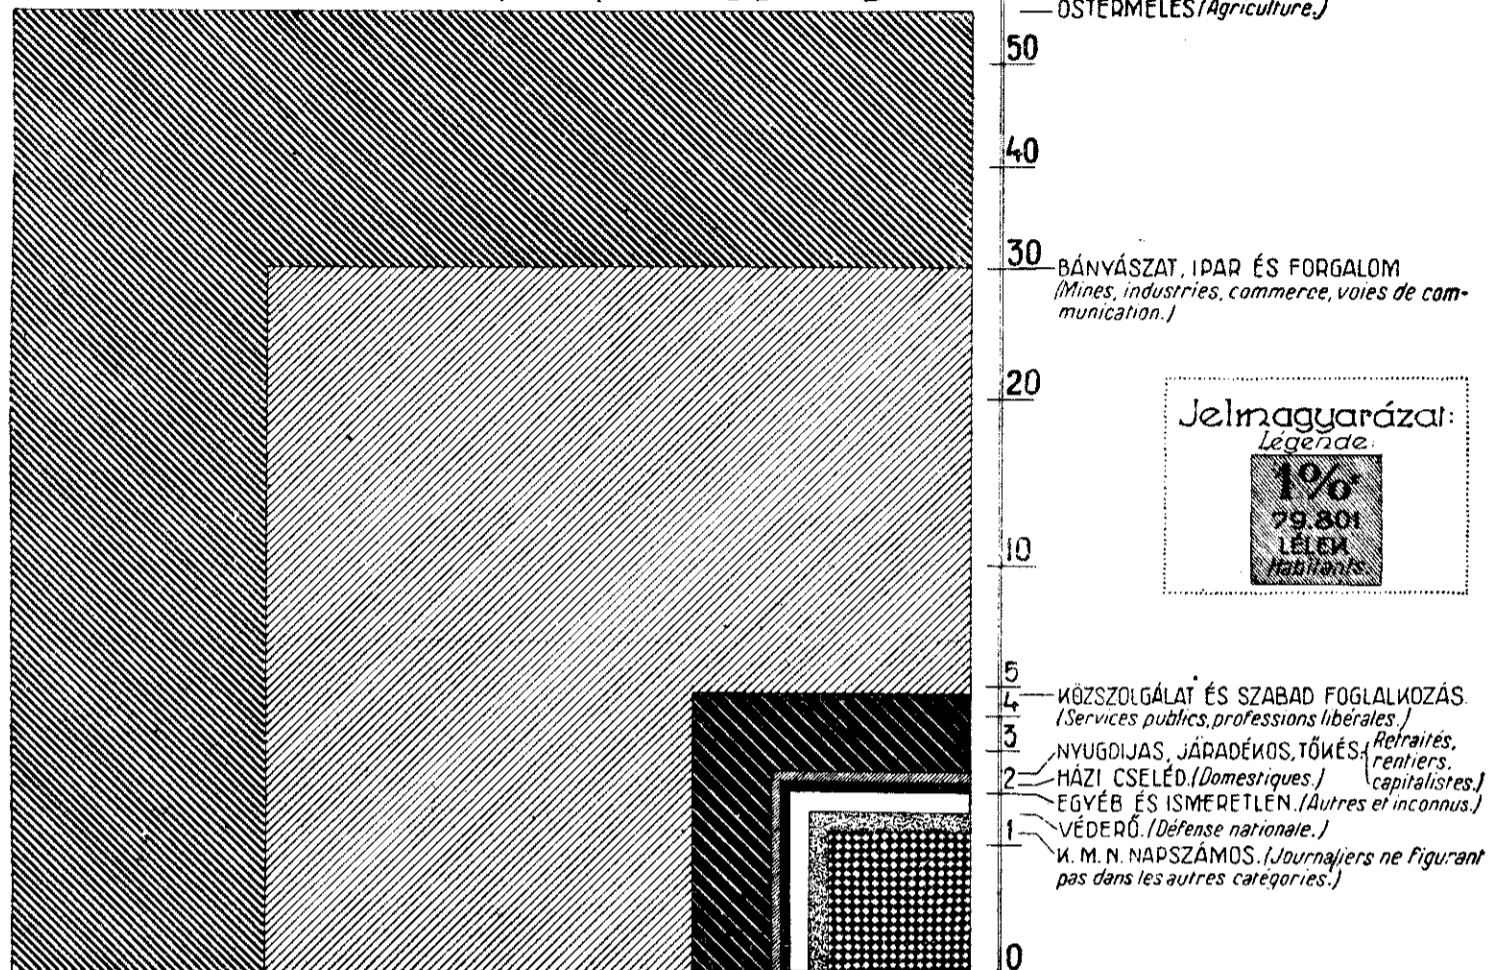 ŐSTERMELÉS (Agriculture.)
50
40
30
BÁNYÁSZAT, IPAR ÉS FORGALOM
(Mines, industries, commerce, voies de com-
munication.)
20
Jelmagyarázat:
Légende:
1%
79.801
LÉLEK
Habitants.
10
5
KÖZSZOLGÁLAT ÉS SZABAD FOGLALKOZÁS.
4
(Services publics, professions libérales.)
3
NYUGDIJAS, JÁRADÉKOS, TŐKÉS. { Retraités,
rentiers,
capitalistes.)
2
HÁZI CSELÉD. (Domestiques.)
EGYÉB ÉS ISMERETLEN. (Autres et inconnus.)
VÉDERŐ. (Défense nationale.)
1
K. M. N. NAPSZÁMOS. (Journaliers ne figurant
pas dans les autres catégories.)
0